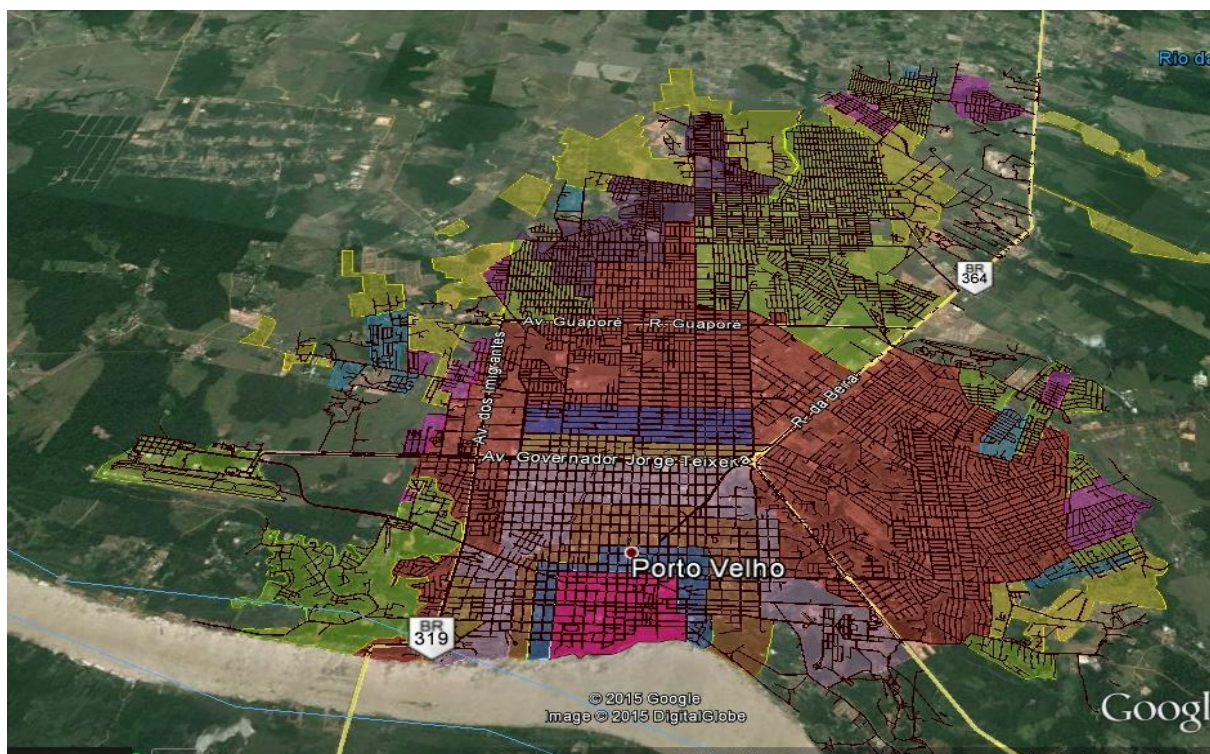 Rio da
BR
364
Av. Guaporé R. Guaporé
Av. dos Imigrantes
R. da Beira
Av. Governador Jorge Teixeira
Porto Velho
BR
319
© 2015 Google
Image © 2015 DigitalGlobe
Googl